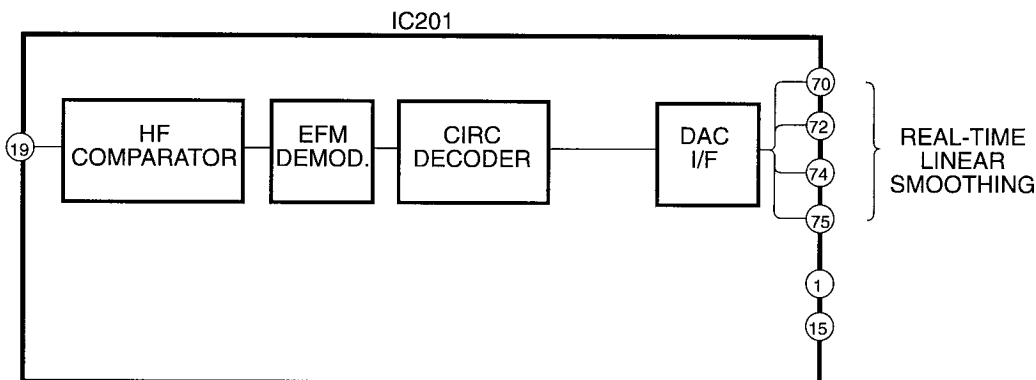 IC201
19
HF
COMPARATOR
EFM
DEMOD.
CIRC
DECODER
DAC
I/F
70
72
74
75
1
15
REAL-TIME
LINEAR
SMOOTHING